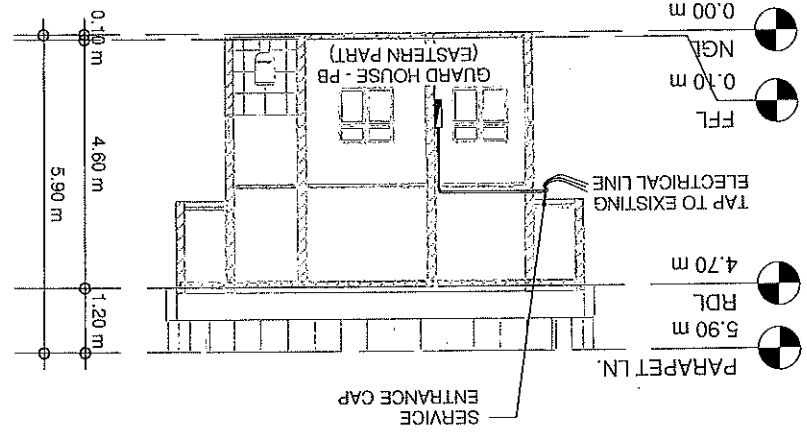 SERVICE
ENTRANCE CAP
PARAPET LN.
5.90 m
RDL
4.70 m
TAP TO EXISTING
ELECTRICAL LINE
FFL
0.10 m
NGL
0.00 m
GUARD HOUSE - PB
(EASTERN PART)
1.20 m
4.60 m
5.90 m
0.10 m